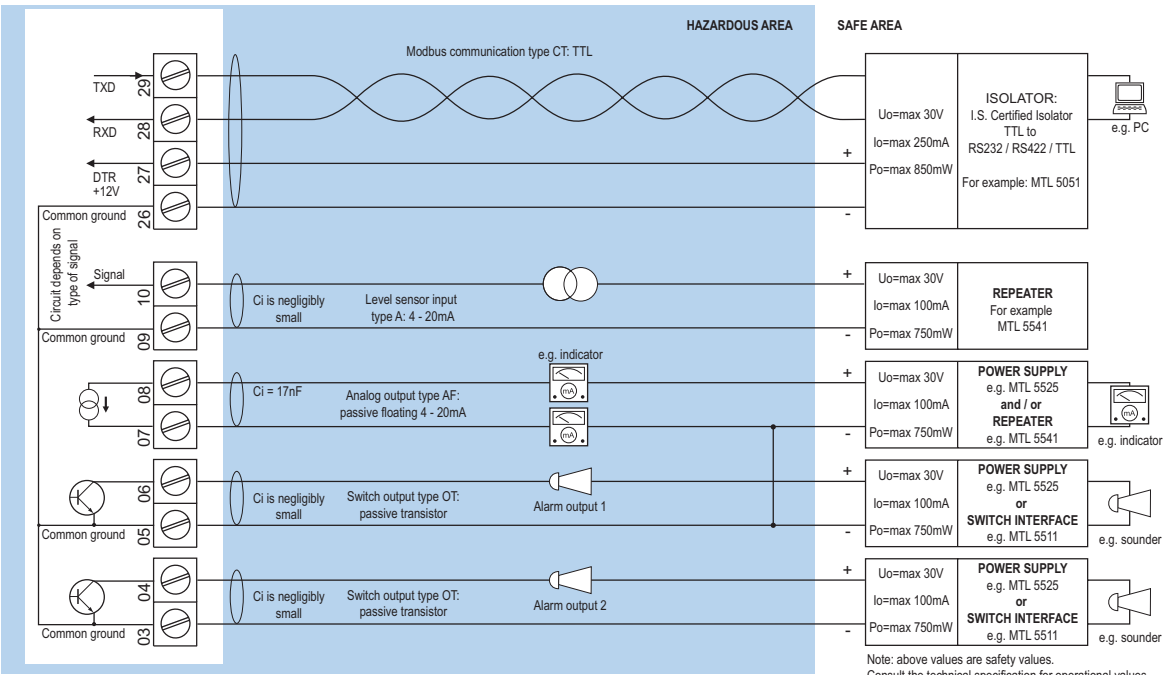 HAZARDOUS AREA
SAFE AREA
Modbus communication type CT: TTL
TXD
29
RXD
28
DTR
+12V
27
Common ground
26
+
-
Uo=max 30V
Io=max 250mA
Po=max 850mW
ISOLATOR:
I.S. Certified Isolator
TTL to
RS232 / RS422 / TTL
For example: MTL 5051
e.g. PC
Circuit depends on
type of signal
Signal
10
Common ground
09
Ci is negligibly
small
Level sensor input
type A: 4 - 20mA
+
-
Uo=max 30V
Io=max 100mA
Po=max 750mW
REPEATER
For example
MTL 5541
08
07
Ci = 17nF
Analog output type AF:
passive floating 4 - 20mA
e.g. indicator
mA
mA
+
-
Uo=max 30V
Io=max 100mA
Po=max 750mW
POWER SUPPLY
e.g. MTL 5525
and / or
REPEATER
e.g. MTL 5541
mA
e.g. indicator
06
Common ground
05
Ci is negligibly
small
Switch output type OT:
passive transistor
Alarm output 1
+
-
Uo=max 30V
Io=max 100mA
Po=max 750mW
POWER SUPPLY
e.g. MTL 5525
or
SWITCH INTERFACE
e.g. MTL 5511
e.g. sounder
04
Common ground
03
Ci is negligibly
small
Switch output type OT:
passive transistor
Alarm output 2
+
-
Uo=max 30V
Io=max 100mA
Po=max 750mW
POWER SUPPLY
e.g. MTL 5525
or
SWITCH INTERFACE
e.g. MTL 5511
e.g. sounder
Note: above values are safety values.
Consult the technical specification for operational values